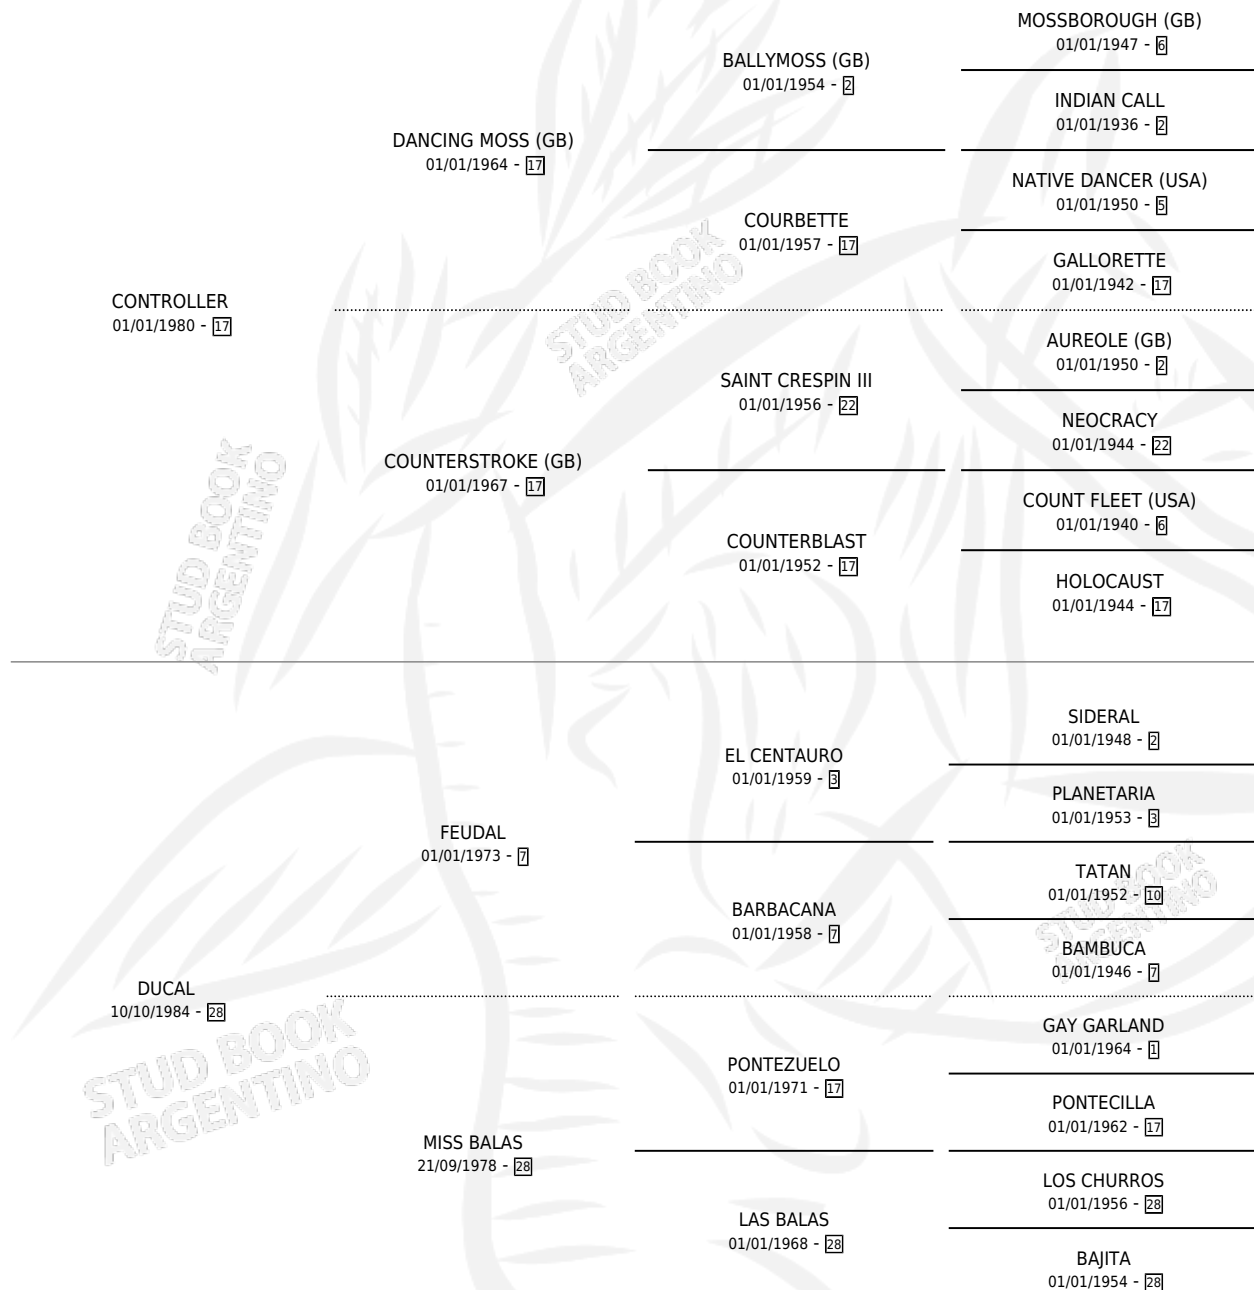 MOSSBOROUGH (GB)
01/01/1947 - 6
BALLYMOSS (GB)
01/01/1954 - 2
INDIAN CALL
01/01/1936 - 2
DANCING MOSS (GB)
01/01/1964 - 17
NATIVE DANCER (USA)
01/01/1950 - 5
COURBETTE
01/01/1957 - 17
GALLORETTE
01/01/1942 - 17
CONTROLLER
01/01/1980 - 17
STUD BOOK
ARGENTINO
AUREOLE (GB)
01/01/1950 - 2
SAINT CRESPIN III
01/01/1956 - 22
NEOCRACY
01/01/1944 - 22
COUNTERSTROKE (GB)
01/01/1967 - 17
COUNT FLEET (USA)
01/01/1940 - 6
COUNTERBLAST
01/01/1952 - 17
HOLOCAUST
01/01/1944 - 17
STUD BOOK
ARGENTINO
SIDERAL
01/01/1948 - 2
EL CENTAURO
01/01/1959 - 3
PLANETARIA
01/01/1953 - 3
FEUDAL
01/01/1973 - 7
TATAN
01/01/1952 - 10
BARBACANA
01/01/1958 - 7
STUD BOOK
ARGENTINO
BAMBUCA
01/01/1946 - 7
DUCAL
10/10/1984 - 28
STUD BOOK
ARGENTINO
GAY GARLAND
01/01/1964 - 1
PONTEZUELO
01/01/1971 - 17
PONTECILLA
01/01/1962 - 17
MISS BALAS
21/09/1978 - 28
LOS CHURROS
01/01/1956 - 28
LAS BALAS
01/01/1968 - 28
BAJITA
01/01/1954 - 28